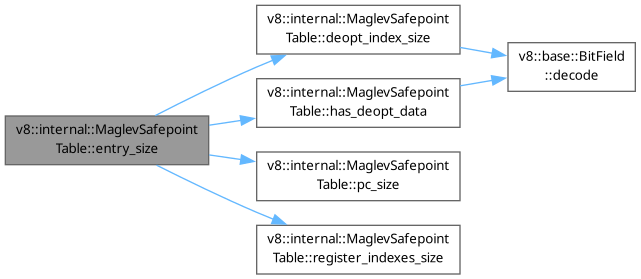 v8::internal::MaglevSafepoint
Table::entry_size
v8::internal::MaglevSafepoint
Table::deopt_index_size
v8::internal::MaglevSafepoint
Table::has_deopt_data
v8::internal::MaglevSafepoint
Table::pc_size
v8::internal::MaglevSafepoint
Table::register_indexes_size
v8::base::BitField
::decode